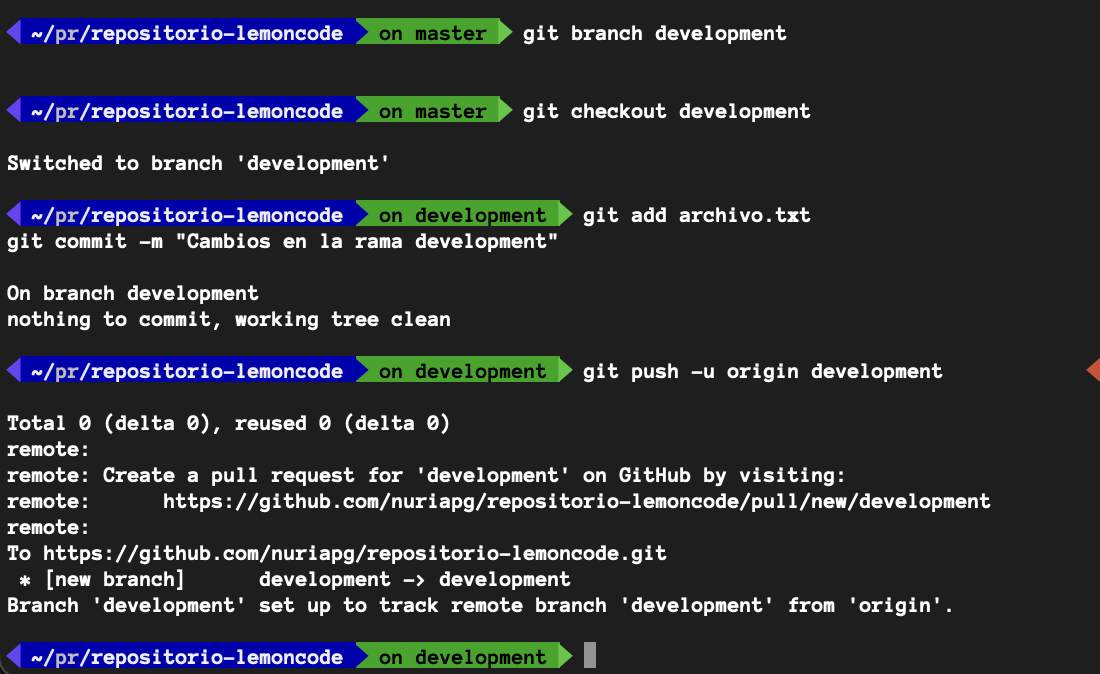 ~/pr/repositorio-lemoncode on master git branch development
~/pr/repositorio-lemoncode on master git checkout development
Switched to branch 'development'
~/pr/repositorio-lemoncode on development git add archivo.txt
git commit -m "Cambios en la rama development"
On branch development
nothing to commit, working tree clean
~/pr/repositorio-lemoncode on development git push -u origin development
Total 0 (delta 0), reused 0 (delta 0)
remote:
remote: Create a pull request for 'development' on GitHub by visiting:
remote:      https://github.com/nuriapg/repositorio-lemoncode/pull/new/development
remote:
To https://github.com/nuriapg/repositorio-lemoncode.git
 * [new branch]      development -> development
Branch 'development' set up to track remote branch 'development' from 'origin'.
~/pr/repositorio-lemoncode on development